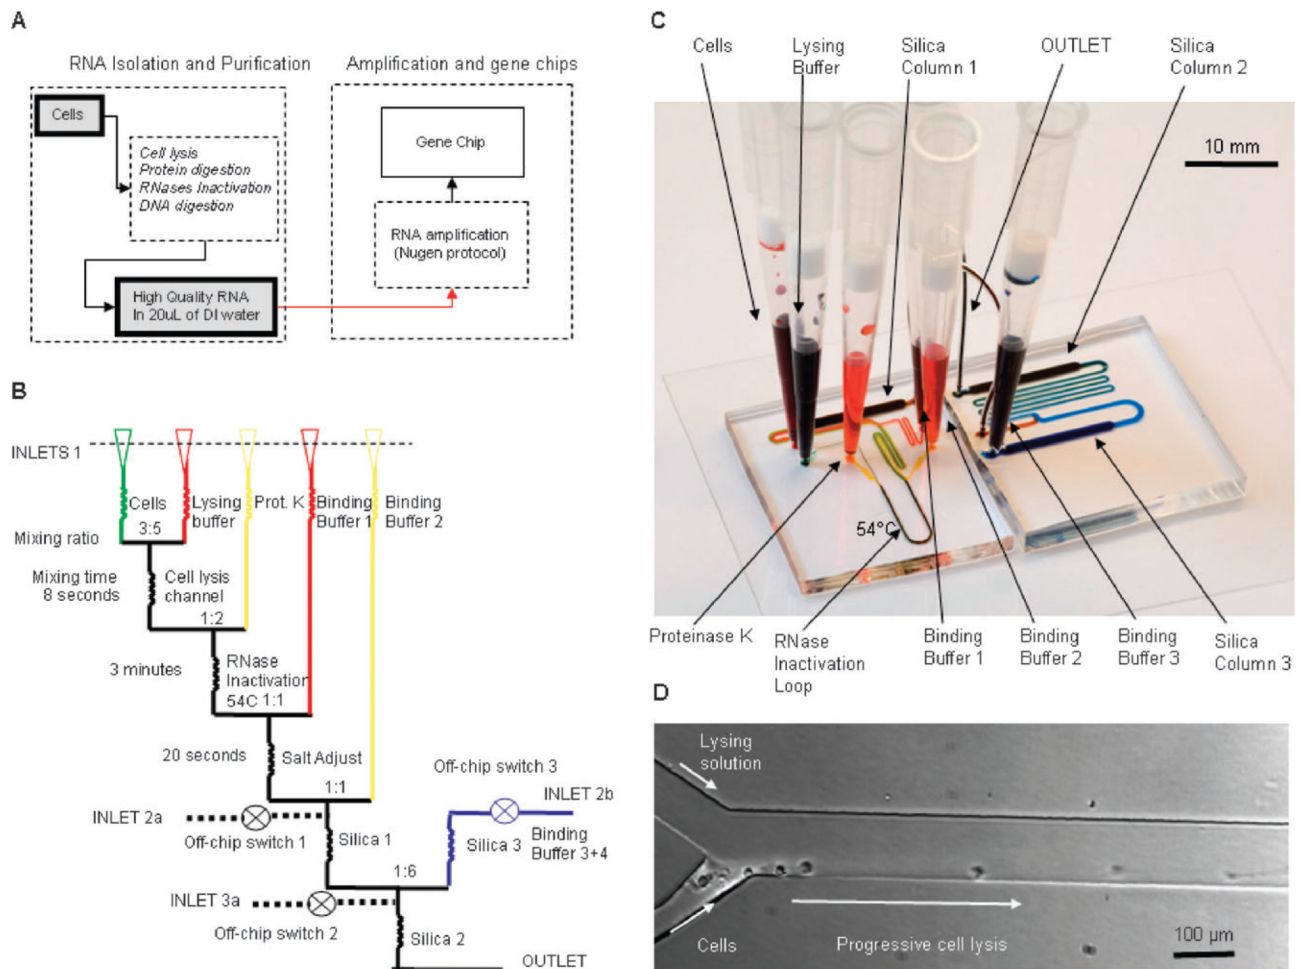 A
RNA Isolation and Purification
Amplification and gene chips
Cells
Cell lysis
Protein digestion
RNases Inactivation
DNA digestion
High Quality RNA
In 20uL of DI water
Gene Chip
RNA amplification
(Nugen protocol)
B
INLETS 1
Cells
Lysing
buffer
Prot. K
Binding
Buffer 1
Binding
Buffer 2
3:5
Mixing ratio
Mixing time
8 seconds
Cell lysis
channel
1:2
3 minutes
RNase
Inactivation
54C
1:1
20 seconds
Salt Adjust
1:1
Off-chip switch 3
INLET 2b
INLET 2a
Off-chip switch 1
Silica 1
Silica 3
Binding
Buffer 3+4
1:6
INLET 3a
Off-chip switch 2
Silica 2
OUTLET
C
Cells
Lysing
Buffer
Silica
Column 1
OUTLET
Silica
Column 2
10 mm
54°C
Proteinase K
RNase
Inactivation
Loop
Binding
Buffer 1
Binding
Buffer 2
Binding
Buffer 3
Silica
Column 3
D
Lysing
solution
Cells
Progressive cell lysis
100 µm